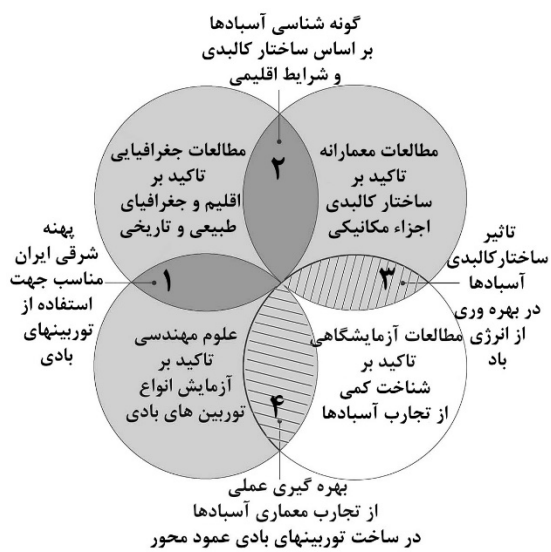 گونه شناسی آسبادها
بر اساس ساختار کالبدی
و شرایط اقلیمی
مطالعات معمارانه
تاکید بر
ساختار کالبدی
اجزاء مکانیکی
۲
مطالعات جغرافیایی
تاکید بر
اقلیم و جغرافیای
طبیعی و تاریخی
تاثیر
ساختارکالبدی
آسبادها
در بهره وری
از انرژی
باد
۳
۱
پهنه
شرقی ایران
مناسب جهت
استفاده از
توربینهای
بادی
مطالعات آزمایشگاهی
تاکید بر
شناخت کمی
از تجارب آسبادها
علوم مهندسی
تاکید بر
آزمایش انواع
توربین های بادی
۴
بهره گیری عملی
از تجارب معماری آسبادها
در ساخت توربینهای بادی عمود محور